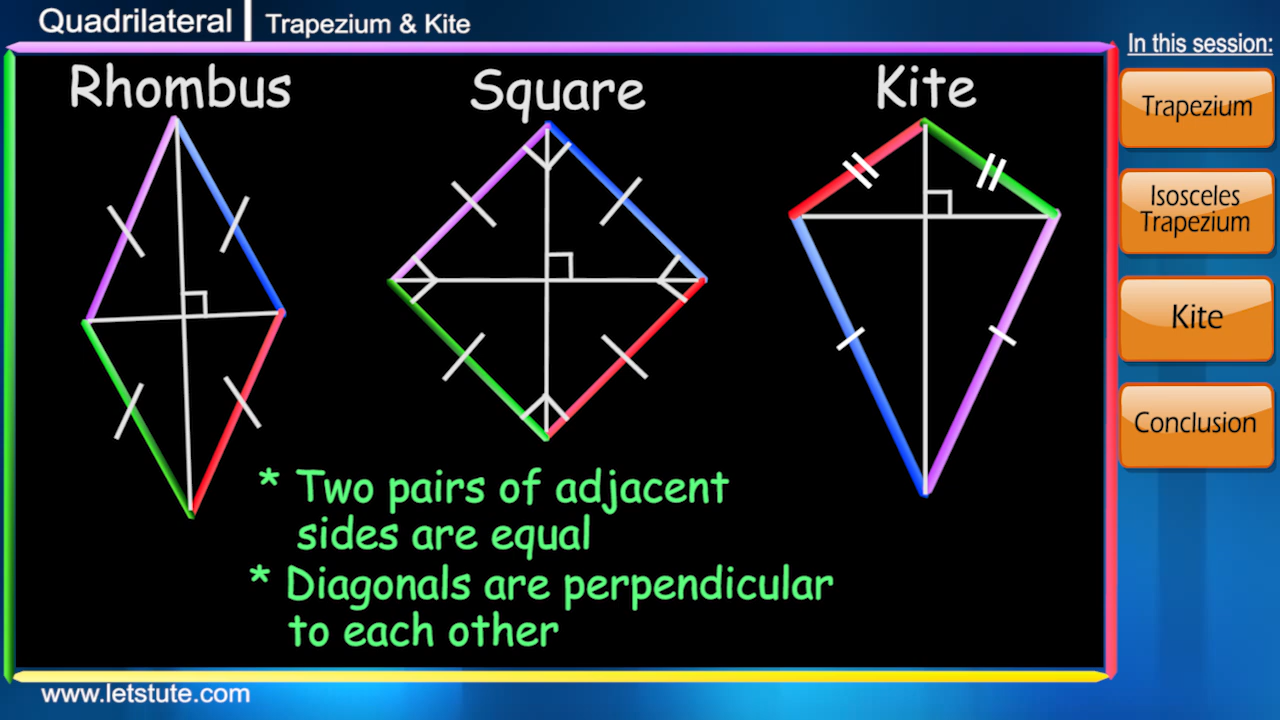 Quadrilateral | Trapezium & Kite
In this session:
Rhombus
Square
Kite
Trapezium
Isosceles
Trapezium
Kite
Conclusion
* Two pairs of adjacent
sides are equal
* Diagonals are perpendicular
to each other
www.letstute.com